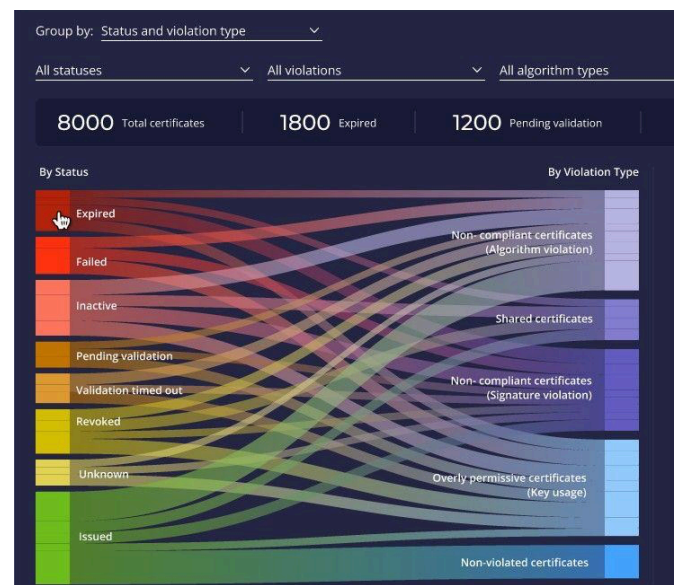 Group by: Status and violation type
All statuses
All violations
All algorithm types
8000 Total certificates
1800 Expired
1200 Pending validation
By Status
By Violation Type
Expired
Failed
Inactive
Pending validation
Validation timed out
Revoked
Unknown
Issued
Non- compliant certificates
(Algorithm violation)
Shared certificates
Non- compliant certificates
(Signature violation)
Overly permissive certificates
(Key usage)
Non-violated certificates